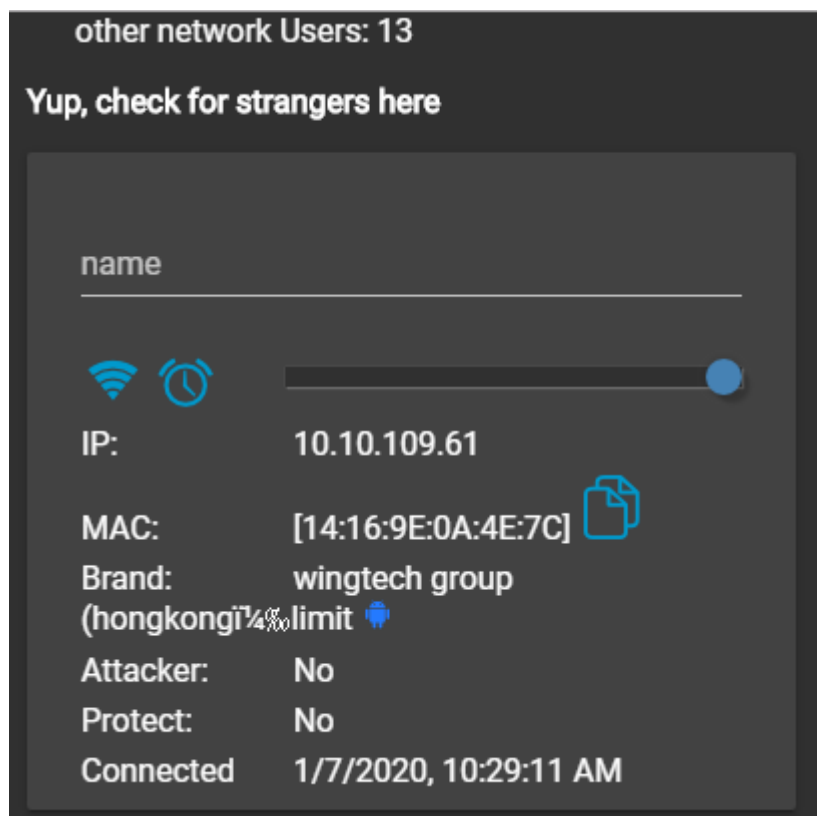 other network Users: 13
Yup, check for strangers here
name
IP: 10.10.109.61
MAC: [14:16:9E:0A:4E:7C]
Brand: wingtech group
(hongkongï¼‰limit
Attacker: No
Protect: No
Connected 1/7/2020, 10:29:11 AM